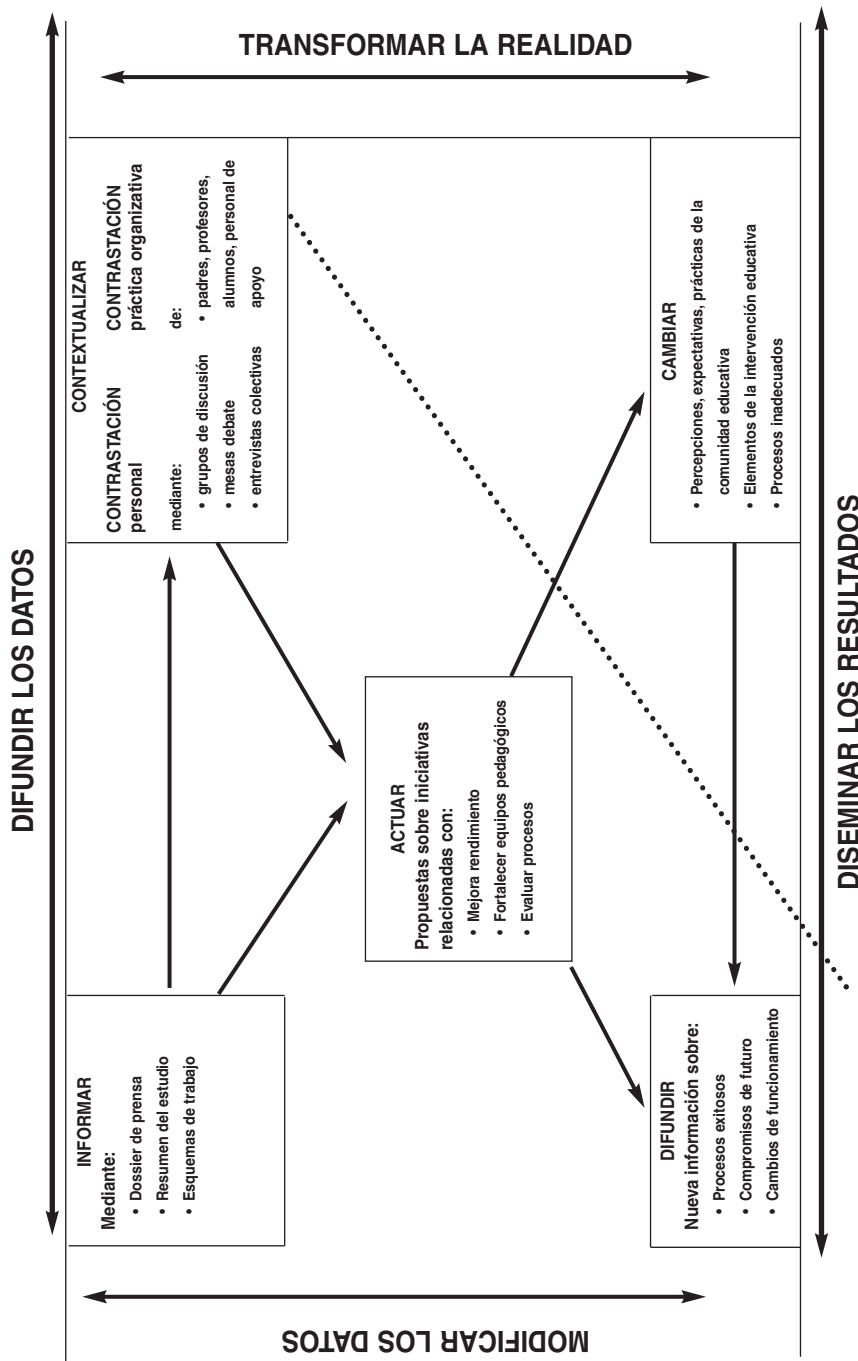 DIFUNDIR LOS DATOS
MODIFICAR LOS DATOS
TRANSFORMAR LA REALIDAD
INFORMAR
Mediante:
• Dossier de prensa
• Resumen del estudio
• Esquemas de trabajo
CONTEXTUALIZAR
CONTRASTACIÓN
personal
mediante:
• grupos de discusión
• mesas debate
• entrevistas colectivas
CONTRASTACIÓN
práctica organizativa
de:
• padres, profesores,
alumnos, personal de
apoyo
ACTUAR
Propuestas sobre iniciativas
relacionadas con:
• Mejora rendimiento
• Fortalecer equipos pedagógicos
• Evaluar procesos
DIFUNDIR
Nueva información sobre:
• Procesos exitosos
• Compromisos de futuro
• Cambios de funcionamiento
CAMBIAR
• Percepciones, expectativas, prácticas de la
comunidad educativa
• Elementos de la intervención educativa
• Procesos inadecuados
DISEMINAR LOS RESULTADOS